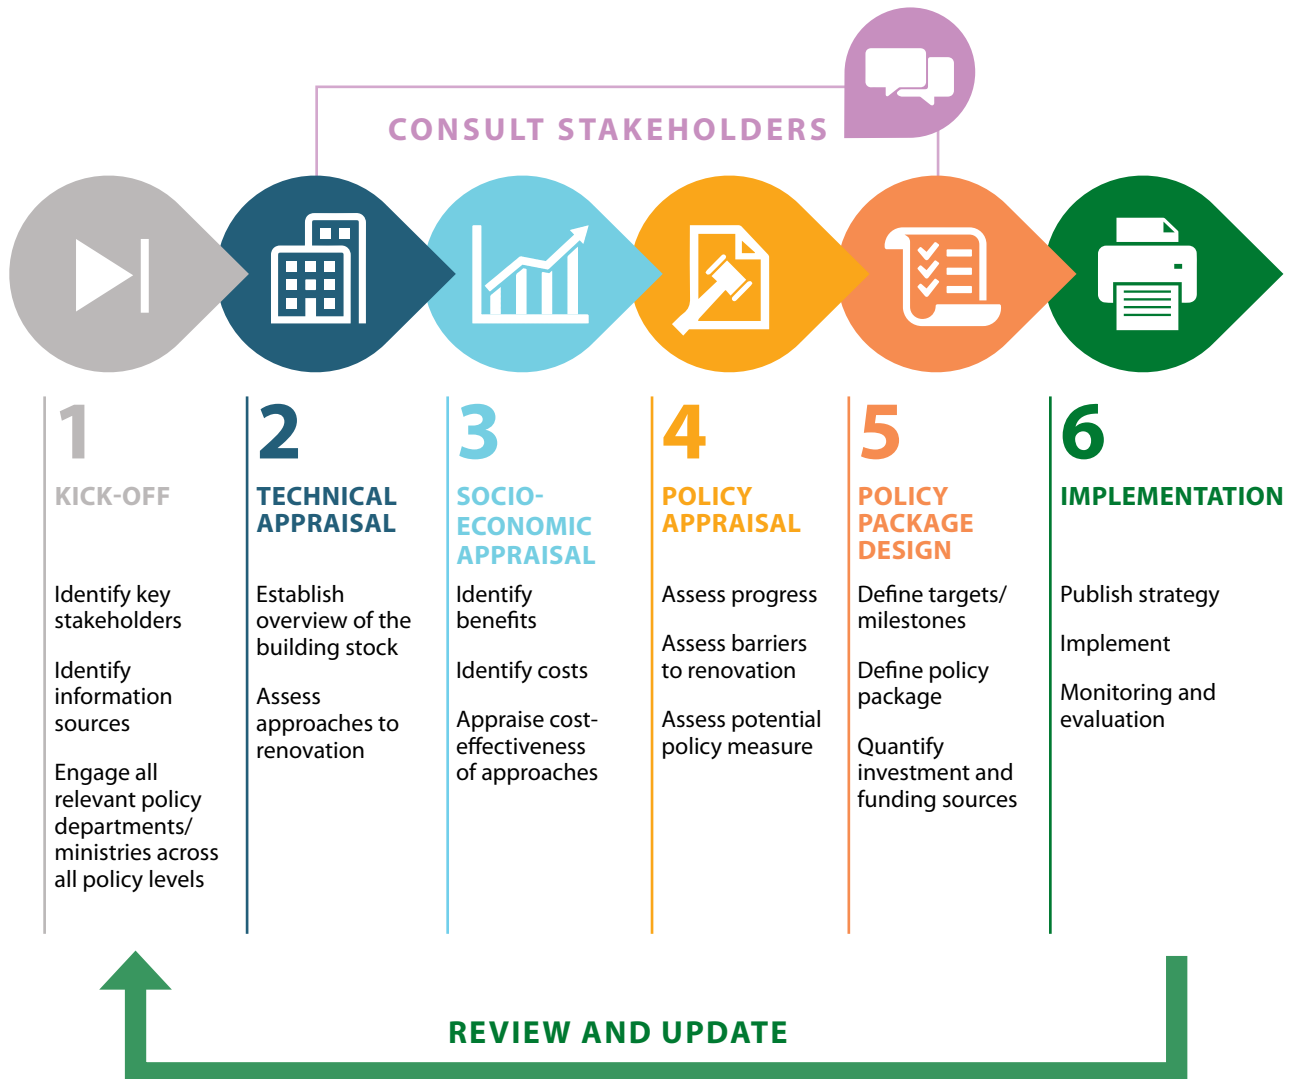 CONSULT STAKEHOLDERS
1
KICK-OFF
Identify key
stakeholders
Identify
information
sources
Engage all
relevant policy
departments/
ministries across
all policy levels
2
TECHNICAL
APPRAISAL
Establish
overview of the
building stock
Assess
approaches to
renovation
3
SOCIO-
ECONOMIC
APPRAISAL
Identify
benefits
Identify costs
Appraise cost-
effectiveness
of approaches
4
POLICY
APPRAISAL
Assess progress
Assess barriers
to renovation
Assess potential
policy measure
5
POLICY
PACKAGE
DESIGN
Define targets/
milestones
Define policy
package
Quantify
investment and
funding sources
6
IMPLEMENTATION
Publish strategy
Implement
Monitoring and
evaluation
REVIEW AND UPDATE